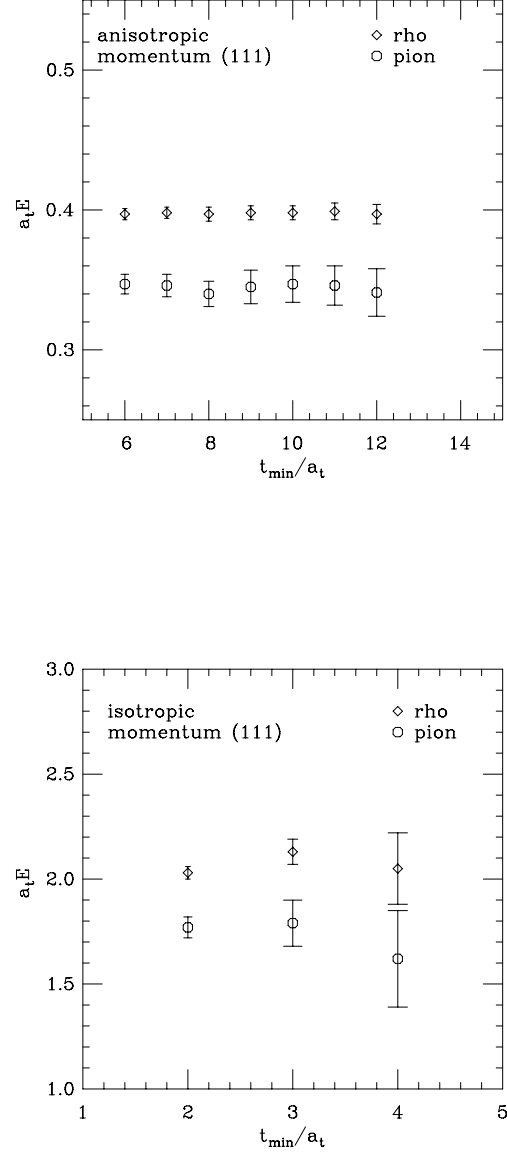 anisotropic
momentum (111)
rho
pion
0.5
0.4
0.3
a_tE
6 8 10 12 14
t_min/a_t
3.0
isotropic
momentum (111)
rho
pion
2.5
2.0
1.5
1.0
a_tE
1 2 3 4 5
t_min/a_t